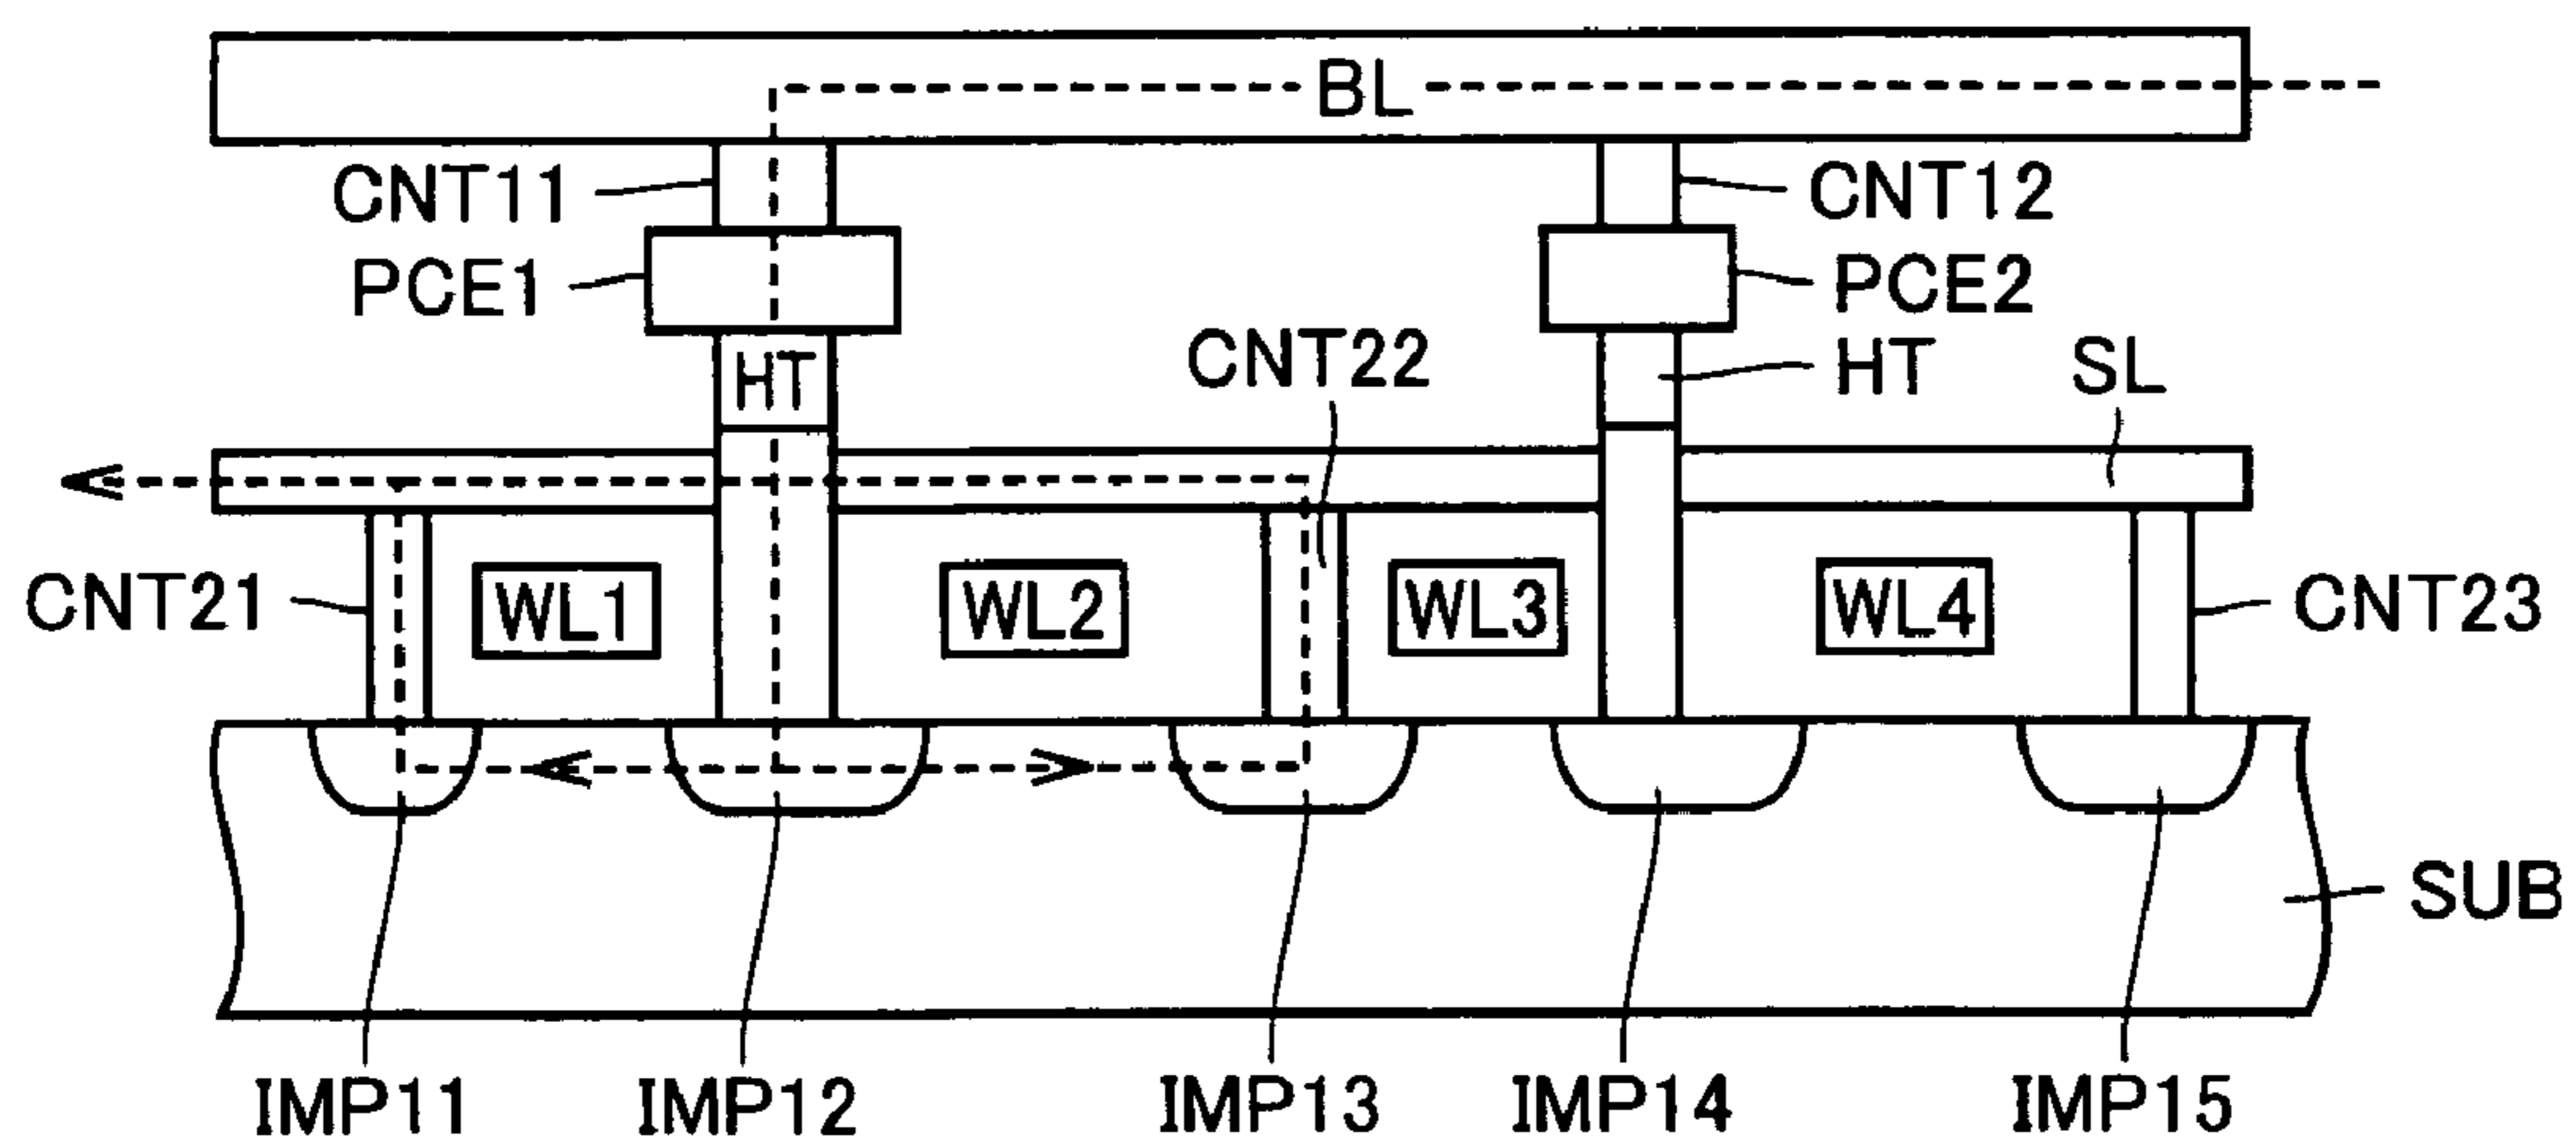 BL
CNT11
CNT12
PCE1
PCE2
CNT22
HT
HT
SL
CNT21
WL1
WL2
WL3
WL4
CNT23
SUB
IMP11
IMP12
IMP13
IMP14
IMP15